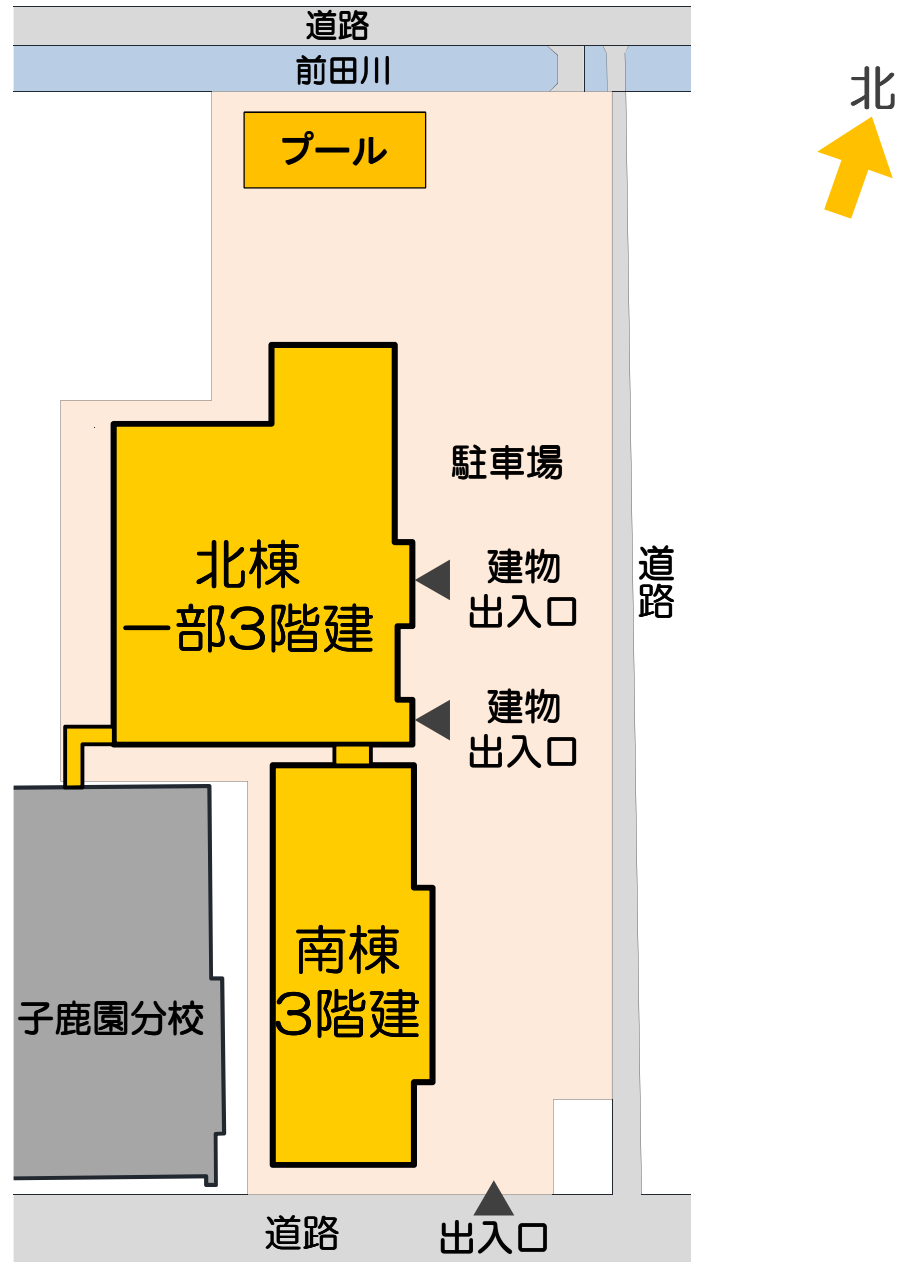 道路
前田川
北
プール
駐車場
北棟
一部3階建
建物
出入口
道路
建物
出入口
南棟
3階建
子鹿園分校
道路
出入口